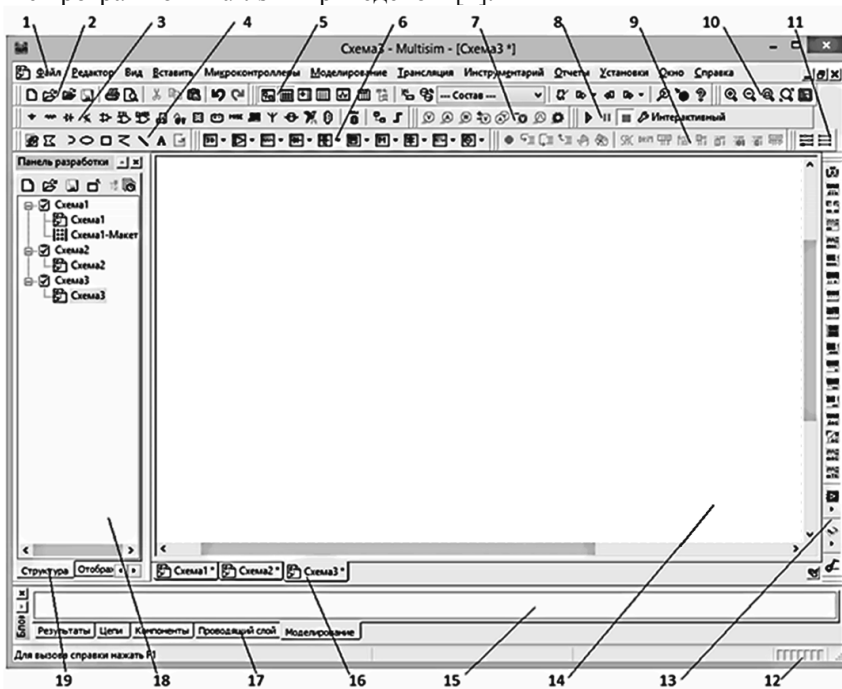 1 2 3 4 5 6 7 8 9 10 11
Схема3 - Multisim - [Схема3 *]
Файл Редактор Вид Вставить Микроконтроллеры Моделирование Трансляция Инструментарий Отчеты Установки Окно Справка
--- Состав ---
Интерактивный
Панель разработки
Схема1
Схема1
Схема1-Макет
Схема2
Схема2
Схема3
Схема3
Структура Отобра
Схема1 * Схема2 * Схема3 *
Блок
Результаты Цепи Компоненты Проводящий слой Моделирование
Для вызова справки нажать F1
19 18 17 16 15 14 13 12